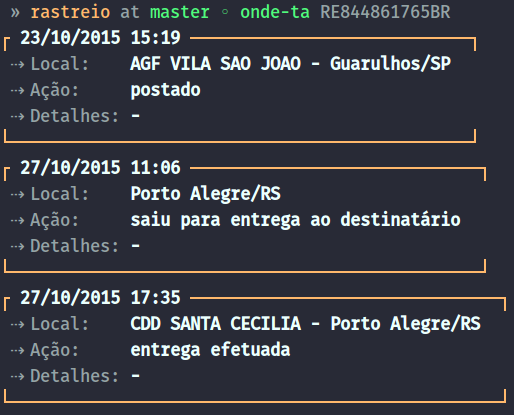 » rastreio at master ◦ onde-ta RE844861765BR
23/10/2015 15:19
⇢ Local: AGF VILA SAO JOAO - Guarulhos/SP
⇢ Ação: postado
⇢ Detalhes: -
27/10/2015 11:06
⇢ Local: Porto Alegre/RS
⇢ Ação: saiu para entrega ao destinatário
⇢ Detalhes: -
27/10/2015 17:35
⇢ Local: CDD SANTA CECILIA - Porto Alegre/RS
⇢ Ação: entrega efetuada
⇢ Detalhes: -